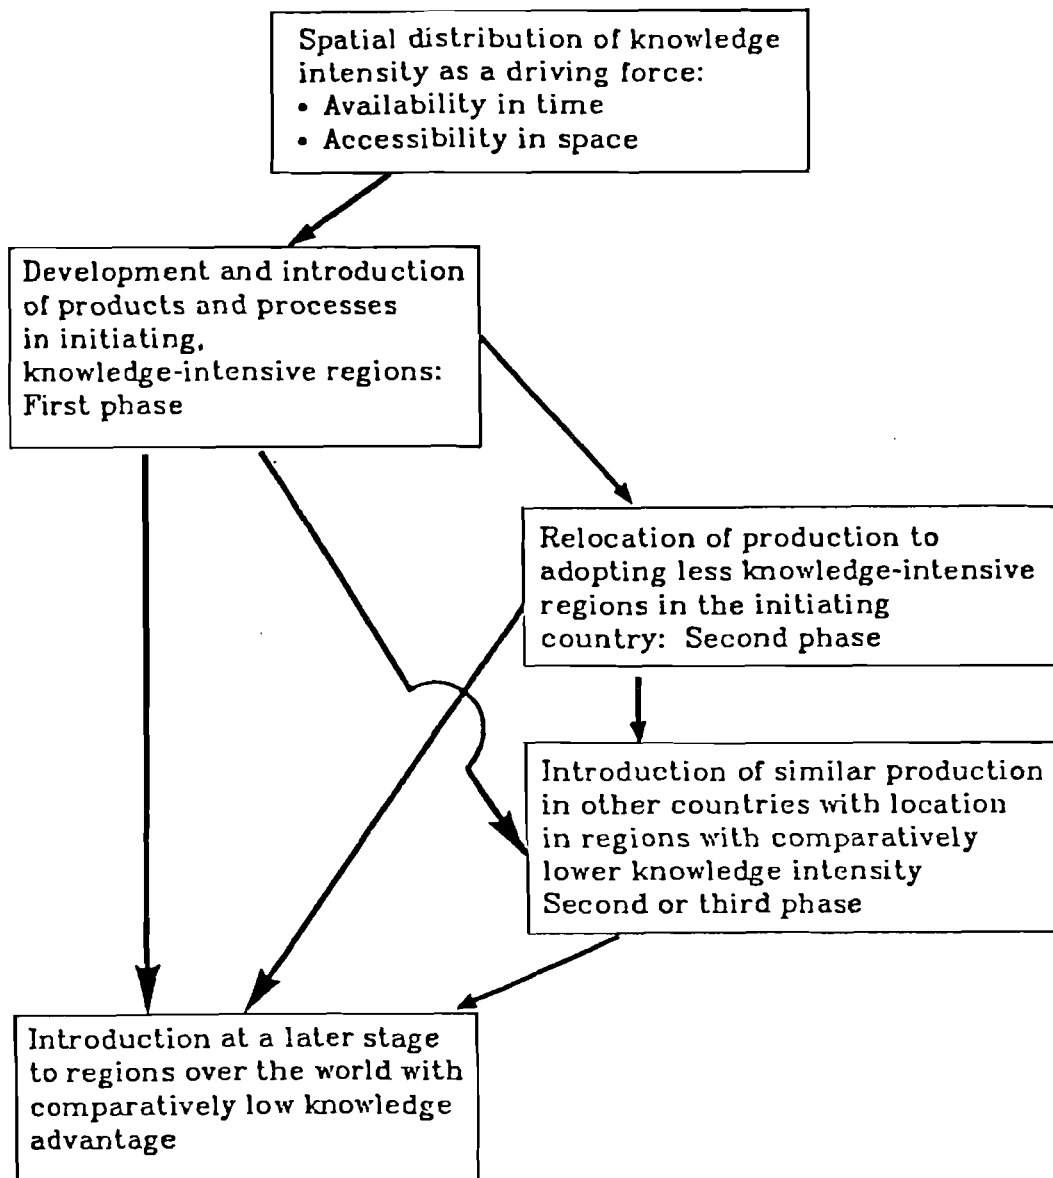 Spatial distribution of knowledge
intensity as a driving force:
• Availability in time
• Accessibility in space
Development and introduction
of products and processes
in initiating,
knowledge-intensive regions:
First phase
Relocation of production to
adopting less knowledge-intensive
regions in the initiating
country: Second phase
Introduction of similar production
in other countries with location
in regions with comparatively
lower knowledge intensity
Second or third phase
Introduction at a later stage
to regions over the world with
comparatively low knowledge
advantage